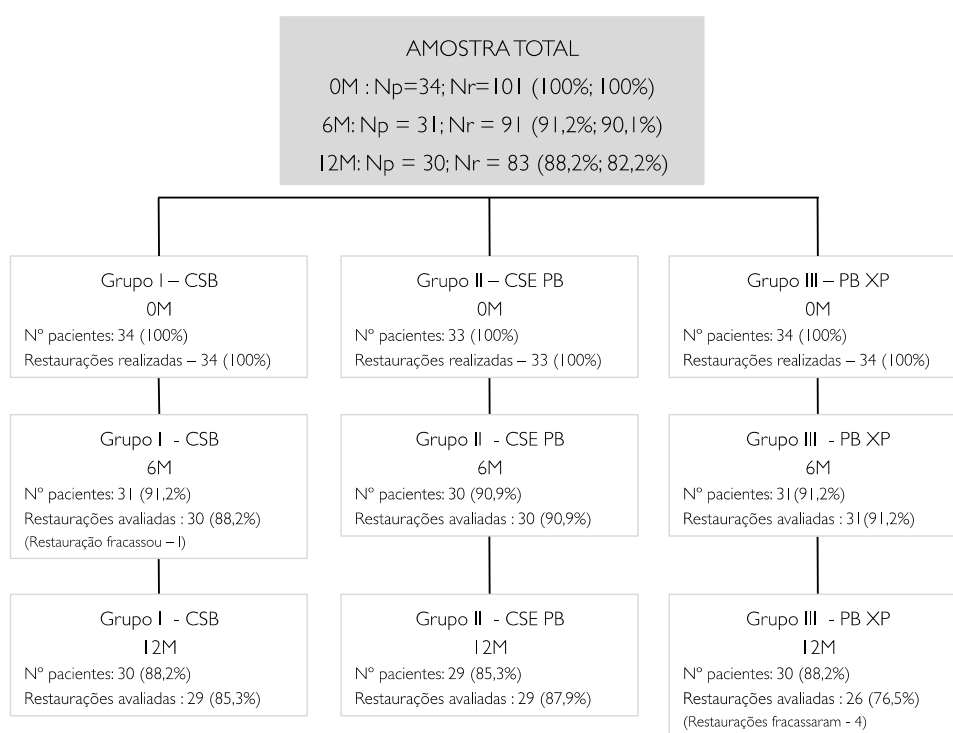 AMOSTRA TOTAL
0M : Np=34; Nr=101 (100%; 100%)
6M: Np = 31; Nr = 91 (91,2%; 90,1%)
12M: Np = 30; Nr = 83 (88,2%; 82,2%)
Grupo I – CSB
0M
Nº pacientes: 34 (100%)
Restaurações realizadas – 34 (100%)
Grupo II – CSE PB
0M
Nº pacientes: 33 (100%)
Restaurações realizadas – 33 (100%)
Grupo III – PB XP
0M
Nº pacientes: 34 (100%)
Restaurações realizadas – 34 (100%)
Grupo I - CSB
6M
Nº pacientes: 31 (91,2%)
Restaurações avaliadas : 30 (88,2%)
(Restauração fracassou – 1)
Grupo II - CSE PB
6M
Nº pacientes: 30 (90,9%)
Restaurações avaliadas : 30 (90,9%)
Grupo III - PB XP
6M
Nº pacientes: 31(91,2%)
Restaurações avaliadas : 31(91,2%)
Grupo I - CSB
12M
Nº pacientes: 30 (88,2%)
Restaurações avaliadas : 29 (85,3%)
Grupo II - CSE PB
12M
Nº pacientes: 29 (85,3%)
Restaurações avaliadas : 29 (87,9%)
Grupo III - PB XP
12M
Nº pacientes: 30 (88,2%)
Restaurações avaliadas : 26 (76,5%)
(Restaurações fracassaram - 4)